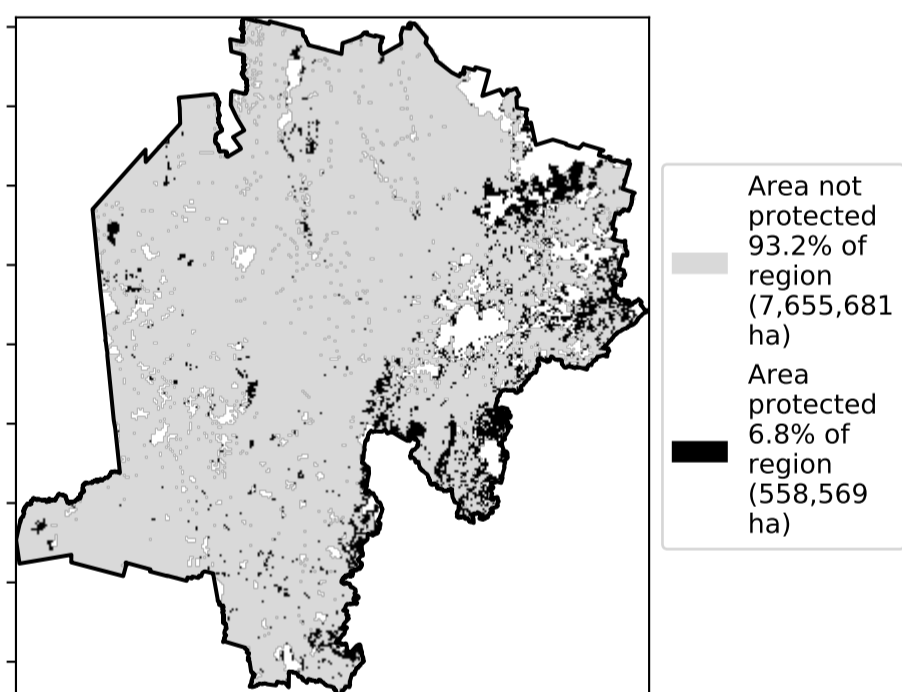 Area not
protected
93.2% of
region
(7,655,681
ha)
Area
protected
6.8% of
region
(558,569
ha)